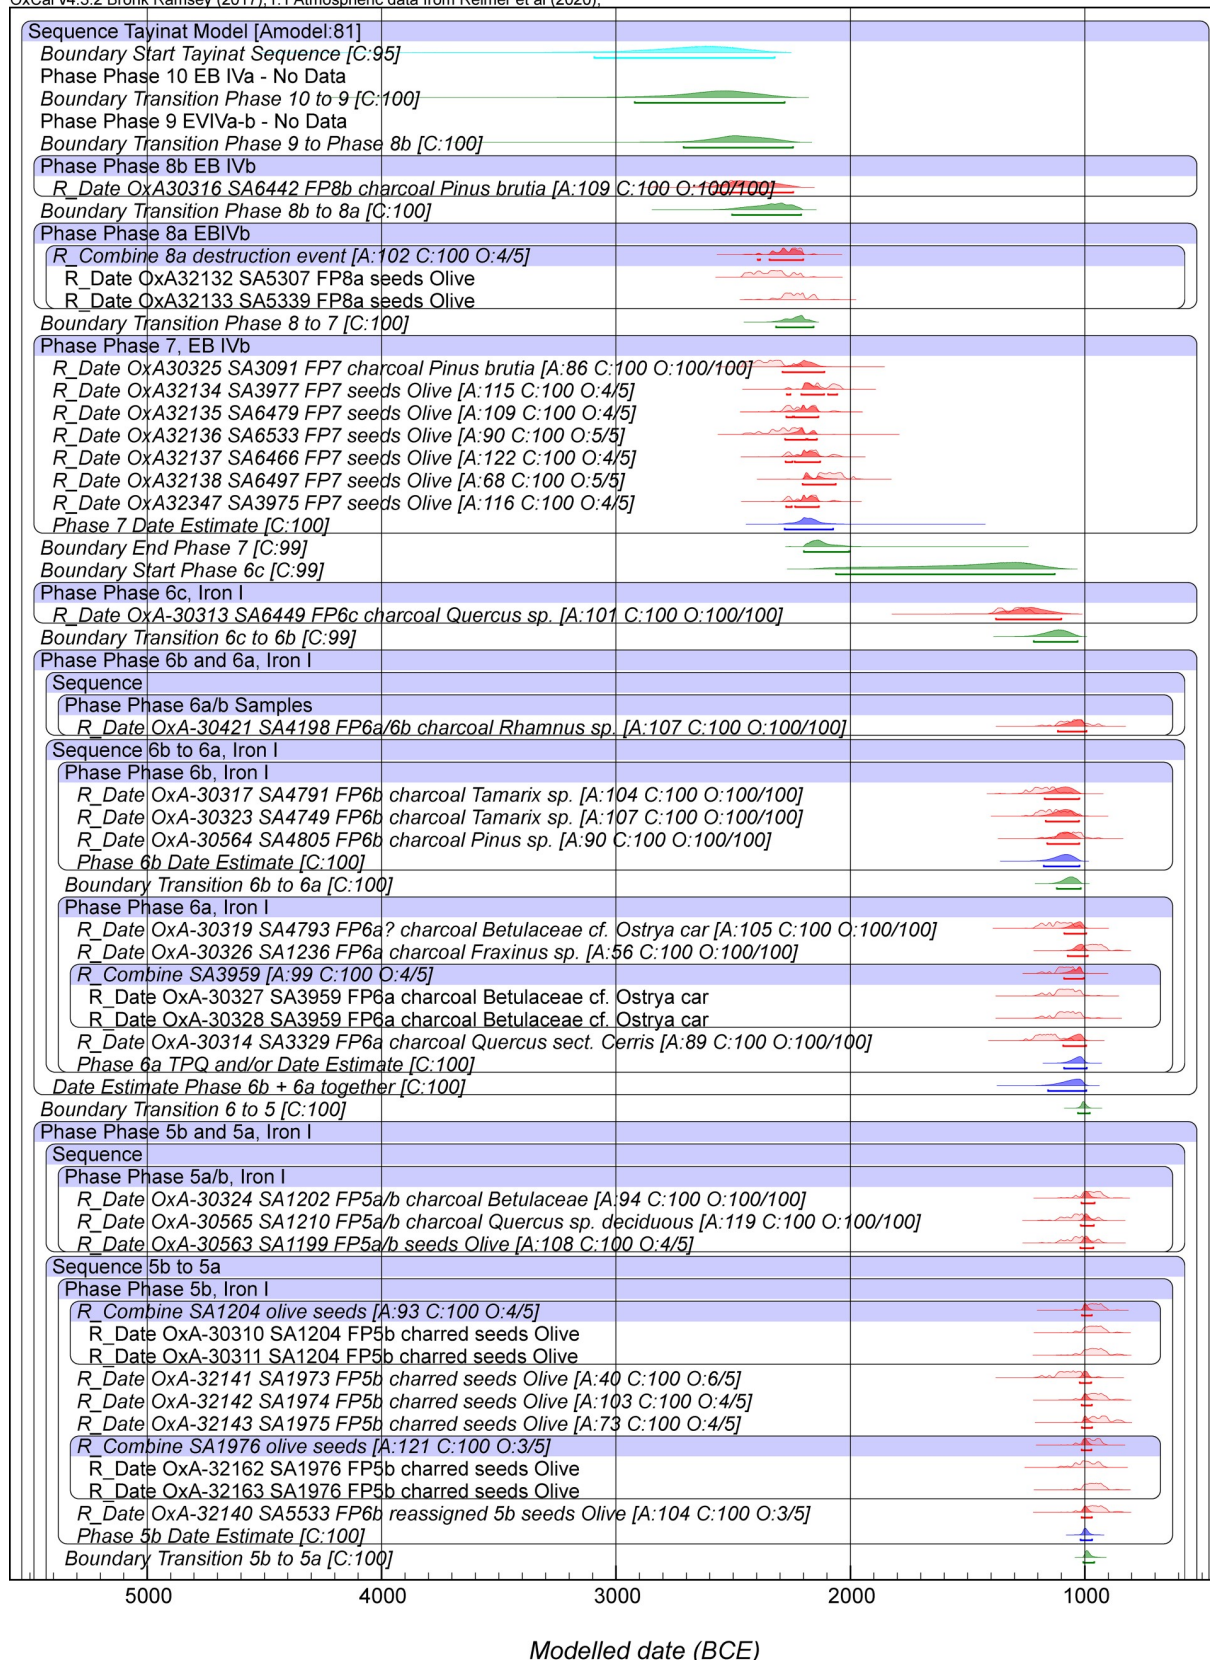 OxCal v4.3.2 Bronk Ramsey (2017); r:1 Atmospheric data from Reimer et al (2020);
Sequence Tayinat Model [Amodel:81]
Boundary Start Tayinat Sequence [C:95]
Phase Phase 10 EB IVa - No Data
Boundary Transition Phase 10 to 9 [C:100]
Phase Phase 9 EVIVa-b - No Data
Boundary Transition Phase 9 to Phase 8b [C:100]
Phase Phase 8b EB IVb
R_Date OxA30316 SA6442 FP8b charcoal Pinus brutia [A:109 C:100 O:100/100]
Boundary Transition Phase 8b to 8a [C:100]
Phase Phase 8a EBIVb
R_Combine 8a destruction event [A:102 C:100 O:4/5]
R_Date OxA32132 SA5307 FP8a seeds Olive
R_Date OxA32133 SA5339 FP8a seeds Olive
Boundary Transition Phase 8 to 7 [C:100]
Phase Phase 7, EB IVb
R_Date OxA30325 SA3091 FP7 charcoal Pinus brutia [A:86 C:100 O:100/100]
R_Date OxA32134 SA3977 FP7 seeds Olive [A:115 C:100 O:4/5]
R_Date OxA32135 SA6479 FP7 seeds Olive [A:109 C:100 O:4/5]
R_Date OxA32136 SA6533 FP7 seeds Olive [A:90 C:100 O:5/5]
R_Date OxA32137 SA6466 FP7 seeds Olive [A:122 C:100 O:4/5]
R_Date OxA32138 SA6497 FP7 seeds Olive [A:68 C:100 O:5/5]
R_Date OxA32347 SA3975 FP7 seeds Olive [A:116 C:100 O:4/5]
Phase 7 Date Estimate [C:100]
Boundary End Phase 7 [C:99]
Boundary Start Phase 6c [C:99]
Phase Phase 6c, Iron I
R_Date OxA-30313 SA6449 FP6c charcoal Quercus sp. [A:101 C:100 O:100/100]
Boundary Transition 6c to 6b [C:99]
Phase Phase 6b and 6a, Iron I
Sequence
Phase Phase 6a/b Samples
R_Date OxA-30421 SA4198 FP6a/6b charcoal Rhamnus sp. [A:107 C:100 O:100/100]
Sequence 6b to 6a, Iron I
Phase Phase 6b, Iron I
R_Date OxA-30317 SA4791 FP6b charcoal Tamarix sp. [A:104 C:100 O:100/100]
R_Date OxA-30323 SA4749 FP6b charcoal Tamarix sp. [A:107 C:100 O:100/100]
R_Date OxA-30564 SA4805 FP6b charcoal Pinus sp. [A:90 C:100 O:100/100]
Phase 6b Date Estimate [C:100]
Boundary Transition 6b to 6a [C:100]
Phase Phase 6a, Iron I
R_Date OxA-30319 SA4793 FP6a? charcoal Betulaceae cf. Ostrya car [A:105 C:100 O:100/100]
R_Date OxA-30326 SA1236 FP6a charcoal Fraxinus sp. [A:56 C:100 O:100/100]
R_Combine SA3959 [A:99 C:100 O:4/5]
R_Date OxA-30327 SA3959 FP6a charcoal Betulaceae cf. Ostrya car
R_Date OxA-30328 SA3959 FP6a charcoal Betulaceae cf. Ostrya car
R_Date OxA-30314 SA3329 FP6a charcoal Quercus sect. Cerris [A:89 C:100 O:100/100]
Phase 6a TPQ and/or Date Estimate [C:100]
Date Estimate Phase 6b + 6a together [C:100]
Boundary Transition 6 to 5 [C:100]
Phase Phase 5b and 5a, Iron I
Sequence
Phase Phase 5a/b, Iron I
R_Date OxA-30324 SA1202 FP5a/b charcoal Betulaceae [A:94 C:100 O:100/100]
R_Date OxA-30565 SA1210 FP5a/b charcoal Quercus sp. deciduous [A:119 C:100 O:100/100]
R_Date OxA-30563 SA1199 FP5a/b seeds Olive [A:108 C:100 O:4/5]
Sequence 5b to 5a
Phase Phase 5b, Iron I
R_Combine SA1204 olive seeds [A:93 C:100 O:4/5]
R_Date OxA-30310 SA1204 FP5b charred seeds Olive
R_Date OxA-30311 SA1204 FP5b charred seeds Olive
R_Date OxA-32141 SA1973 FP5b charred seeds Olive [A:40 C:100 O:6/5]
R_Date OxA-32142 SA1974 FP5b charred seeds Olive [A:103 C:100 O:4/5]
R_Date OxA-32143 SA1975 FP5b charred seeds Olive [A:73 C:100 O:4/5]
R_Combine SA1976 olive seeds [A:121 C:100 O:3/5]
R_Date OxA-32162 SA1976 FP5b charred seeds Olive
R_Date OxA-32163 SA1976 FP5b charred seeds Olive
R_Date OxA-32140 SA5533 FP6b reassigned 5b seeds Olive [A:104 C:100 O:3/5]
Phase 5b Date Estimate [C:100]
Boundary Transition 5b to 5a [C:100]
5000 4000 3000 2000 1000
Modelled date (BCE)